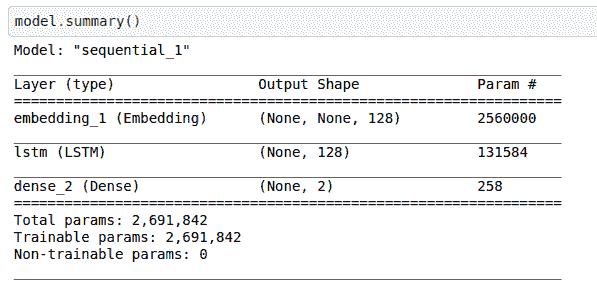 model.summary()
Model: "sequential_1"
Layer (type) Output Shape Param #
embedding_1 (Embedding) (None, None, 128) 2560000
lstm (LSTM) (None, 128) 131584
dense_2 (Dense) (None, 2) 258
Total params: 2,691,842
Trainable params: 2,691,842
Non-trainable params: 0